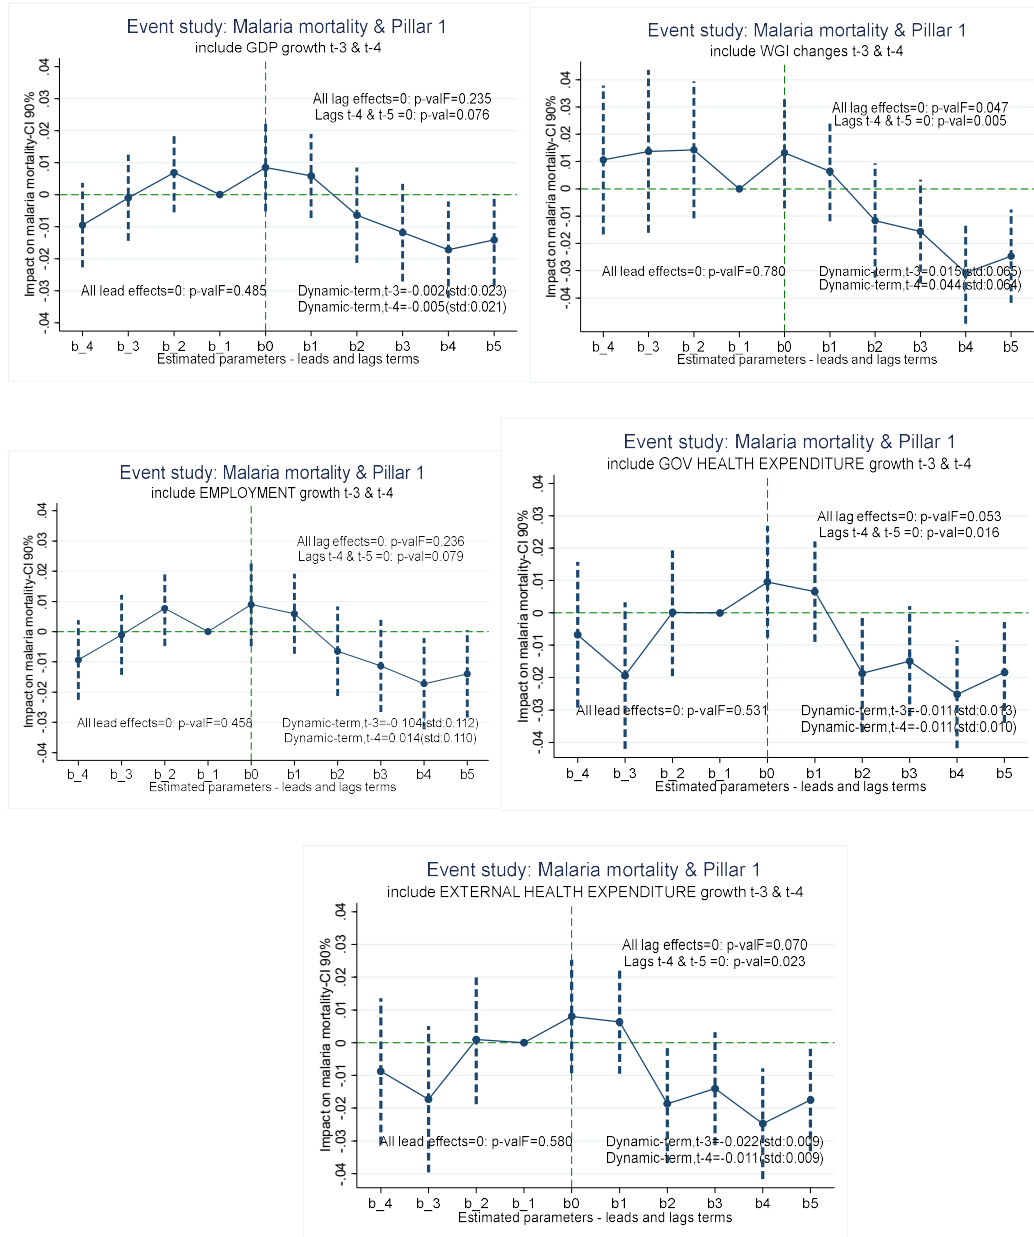 Event study: Malaria mortality & Pillar 1
include GDP growth t-3 & t-4
Impact on malaria mortality-CI 90%
.04
.03
.02
.01
0
-.01
-.02
-.03
-.04
All lag effects=0: p-valF=0.235
Lags t-4 & t-5 =0: p-val=0.076
All lead effects=0: p-valF=0.485
Dynamic-term,t-3=-0.002(std:0.023)
Dynamic-term,t-4=-0.005(std:0.021)
b_4 b_3 b_2 b_1 b0 b1 b2 b3 b4 b5
Estimated parameters - leads and lags terms
Event study: Malaria mortality & Pillar 1
include WGI changes t-3 & t-4
Impact on malaria mortality-CI 90%
.04
.03
.02
.01
0
-.01
-.02
-.03
-.04
All lag effects=0: p-valF=0.047
Lags t-4 & t-5 =0: p-val=0.005
All lead effects=0: p-valF=0.780
Dynamic-term,t-3=0.015(std:0.065)
Dynamic-term,t-4=0.044(std:0.064)
b_4 b_3 b_2 b_1 b0 b1 b2 b3 b4 b5
Estimated parameters - leads and lags terms
Event study: Malaria mortality & Pillar 1
include EMPLOYMENT growth t-3 & t-4
Impact on malaria mortality-CI 90%
.04
.03
.02
.01
0
-.01
-.02
-.03
-.04
All lag effects=0: p-valF=0.236
Lags t-4 & t-5 =0: p-val=0.079
All lead effects=0: p-valF=0.458
Dynamic-term,t-3=-0.104(std:0.112)
Dynamic-term,t-4=0.014(std:0.110)
b_4 b_3 b_2 b_1 b0 b1 b2 b3 b4 b5
Estimated parameters - leads and lags terms
Event study: Malaria mortality & Pillar 1
include GOV HEALTH EXPENDITURE growth t-3 & t-4
Impact on malaria mortality-CI 90%
.04
.03
.02
.01
0
-.01
-.02
-.03
-.04
All lag effects=0: p-valF=0.053
Lags t-4 & t-5 =0: p-val=0.016
All lead effects=0: p-valF=0.531
Dynamic-term,t-3=-0.011(std:0.013)
Dynamic-term,t-4=-0.011(std:0.010)
b_4 b_3 b_2 b_1 b0 b1 b2 b3 b4 b5
Estimated parameters - leads and lags terms
Event study: Malaria mortality & Pillar 1
include EXTERNAL HEALTH EXPENDITURE growth t-3 & t-4
Impact on malaria mortality-CI 90%
.04
.03
.02
.01
0
-.01
-.02
-.03
-.04
All lag effects=0: p-valF=0.070
Lags t-4 & t-5 =0: p-val=0.023
All lead effects=0: p-valF=0.580
Dynamic-term,t-3=-0.022(std:0.009)
Dynamic-term,t-4=-0.011(std:0.009)
b_4 b_3 b_2 b_1 b0 b1 b2 b3 b4 b5
Estimated parameters - leads and lags terms